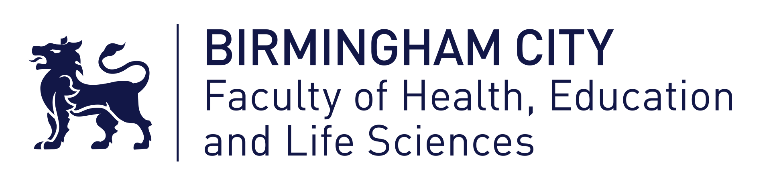 BIRMINGHAM CITY
Faculty of Health, Education
and Life Sciences